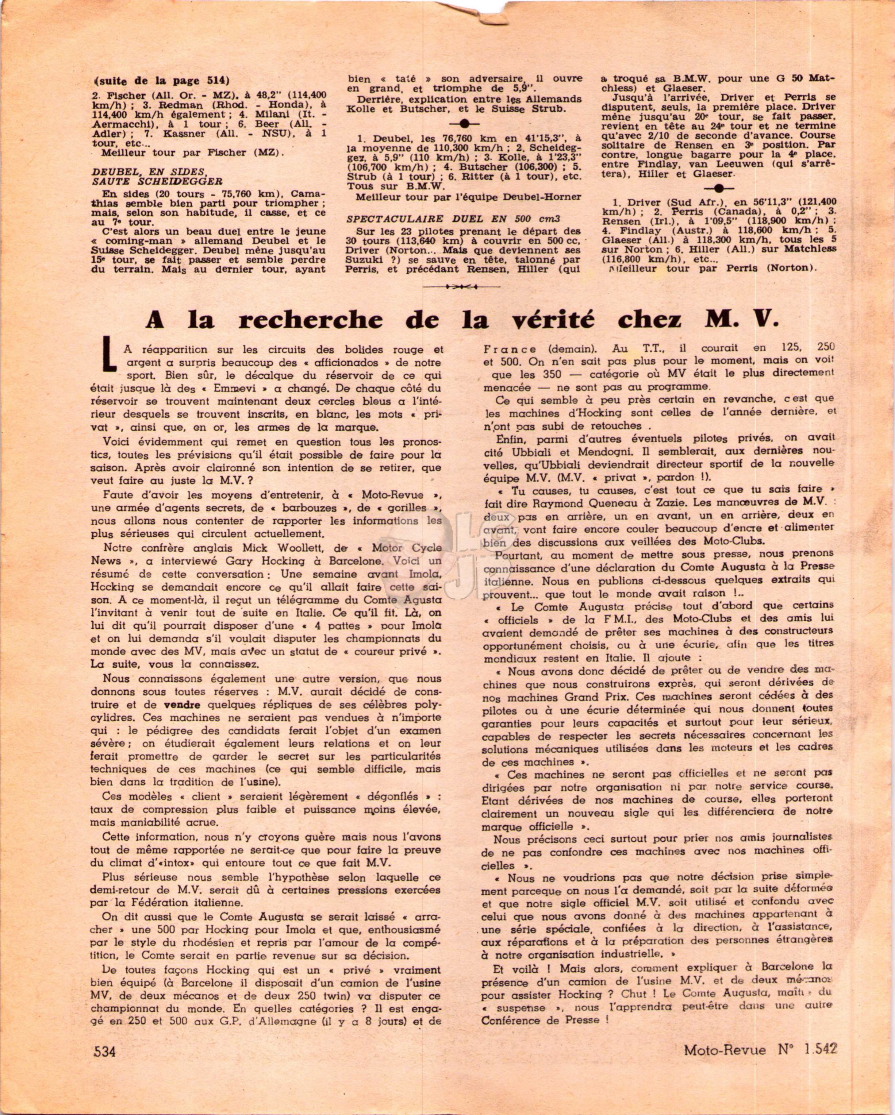 (suite de la page 514)
2. Fischer (All. Or. - MZ), à 48,2" (114,400
km/h) ; 3. Redman (Rhod. - Honda), à
114,400 km/h également ; 4. Milani (It. -
Aermacchi), à 1 tour ; 6. Beer (All. -
Adler) ; 7. Kassner (All. - NSU), à 1
tour, etc...
Meilleur tour par Fischer (MZ).
DEUBEL, EN SIDES,
SAUTE SCHEIDEGGER
En sides (20 tours - 75,760 km), Cama-
thias semble bien parti pour triompher ;
mais, selon son habitude, il casse, et ce
au 7e tour.
C'est alors un beau duel entre le jeune
« coming-man » allemand Deubel et le
Suisse Scheidegger. Deubel mène jusqu'au
15e tour, se fait passer et semble perdre
du terrain. Mais au dernier tour, ayant
bien « taté » son adversaire, il ouvre
en grand, et triomphe de 5,9".
Derrière, explication entre les Allemands
Kolle et Butscher, et le Suisse Strub.
1. Deubel, les 76,760 km en 41'15,3", à
la moyenne de 110,300 km/h ; 2. Scheideg-
gez, à 5,9" (110 km/h) ; 3. Kolle, à 1'23,3"
(106,700 km/h) ; 4. Butscher (106,300) ; 5.
Strub (à 1 tour) ; 6. Ritter (à 1 tour), etc.
Tous sur B.M.W.
Meilleur tour par l'équipe Deubel-Horner
SPECTACULAIRE DUEL EN 500 cm3
Sur les 23 pilotes prenant le départ des
30 tours (113,640 km) à couvrir en 500 cc,
Driver (Norton... Mais que deviennent ses
Suzuki ?) se sauve en tête, talonné par
Perris, et précédant Rensen, Hiller (qui
a troqué sa B.M.W. pour une G 50 Mat-
chless) et Glaeser.
Jusqu'à l'arrivée, Driver et Perris se
disputent, seuls, la première place. Driver
mène jusqu'au 20e tour, se fait passer,
revient en tête au 24e tour et ne termine
qu'avec 2/10 de seconde d'avance. Course
solitaire de Rensen en 3e position. Par
contre, longue bagarre pour la 4e place,
entre Findlay, van Leeuwen (qui s'arrê-
tera), Hiller et Glaeser.
1. Driver (Sud Afr.), en 56'11,3" (121,400
km/h) ; 2. Perris (Canada), à 0,2" ; 3.
Rensen (Irl.), à 1'09,5" (118,900 km/h) ;
4. Findlay (Austr.) à 118,600 km/h ; 5.
Glaeser (All.) à 118,300 km/h, tous les 5
sur Norton ; 6. Hiller (All.) sur Matchless
(116,800 km/h), etc...
Meilleur tour par Perris (Norton).
A la recherche de la vérité chez M. V.
LA réapparition sur les circuits des bolides rouge et
argent a surpris beaucoup des « afficionados » de notre
sport. Bien sûr, le décalque du réservoir de ce qui
était jusque là des « Emmevi » a changé. De chaque côté du
réservoir se trouvent maintenant deux cercles bleus a l'inté-
rieur desquels se trouvent inscrits, en blanc, les mots « pri-
vat », ainsi que, en or, les armes de la marque.
Voici évidemment qui remet en question tous les pronos-
tics, toutes les prévisions qu'il était possible de faire pour la
saison. Après avoir claironné son intention de se retirer, que
veut faire au juste la M.V. ?
Faute d'avoir les moyens d'entretenir, à « Moto-Revue »,
une armée d'agents secrets, de « barbouzes », de « gorilles »,
nous allons nous contenter de rapporter les informations les
plus sérieuses qui circulent actuellement.
Notre confrère anglais Mick Woollett, de « Motor Cycle
News », a interviewé Gary Hocking à Barcelone. Voici un
résumé de cette conversation : Une semaine avant Imola,
Hocking se demandait encore ce qu'il allait faire cette sai-
son. A ce moment-là, il reçut un télégramme du Comte Agusta
l'invitant à venir tout de suite en Italie. Ce qu'il fit. Là, on
lui dit qu'il pourrait disposer d'une « 4 pattes » pour Imola
et on lui demanda s'il voulait disputer les championnats du
monde avec des MV, mais avec un statut de « coureur privé ».
La suite, vous la connaissez.
Nous connaissons également une autre version, que nous
donnons sous toutes réserves : M.V. aurait décidé de cons-
truire et de vendre quelques répliques de ses célèbres poly-
cylidres. Ces machines ne seraient pas vendues à n'importe
qui : le pédigree des candidats ferait l'objet d'un examen
sévère ; on étudierait également leurs relations et on leur
ferait promettre de garder le secret sur les particularités
techniques de ces machines (ce qui semble difficile, mais
bien dans la tradition de l'usine).
Ces modèles « client » seraient légèrement « dégonflés » :
taux de compression plus faible et puissance moins élevée,
mais maniabilité acrue.
Cette information, nous n'y croyons guère mais nous l'avons
tout de même rapportée ne serait-ce que pour faire la preuve
du climat d'«intox» qui entoure tout ce que fait M.V.
Plus sérieuse nous semble l'hypothèse selon laquelle ce
demi-retour de M.V. serait dû à certaines pressions exercées
par la Fédération italienne.
On dit aussi que le Comte Augusta se serait laissé « arra-
cher » une 500 par Hocking pour Imola et que, enthousiasmé
par le style du rhodésien et repris par l'amour de la compé-
tition, le Comte serait en partie revenue sur sa décision.
De toutes façons Hocking qui est un « privé » vraiment
bien équipé (à Barcelone il disposait d'un camion de l'usine
MV, de deux mécanos et de deux 250 twin) va disputer ce
championnat du monde. En quelles catégories ? Il est enga-
gé en 250 et 500 aux G.P. d'Allemagne (il y a 8 jours) et de
France (demain). Au T.T., il courait en 125, 250
et 500. On n'en sait pas plus pour le moment, mais on voit
que les 350 — catégorie où MV était le plus directement
menacée — ne sont pas au programme.
Ce qui semble à peu près certain en revanche, c'est que
les machines d'Hocking sont celles de l'année dernière, et
n'ont pas subi de retouches .
Enfin, parmi d'autres éventuels pilotes privés, on avait
cité Ubbiali et Mendogni. Il semblerait, aux dernières nou-
velles, qu'Ubbiali deviendrait directeur sportif de la nouvelle
équipe M.V. (M.V. « privat », pardon !).
« Tu causes, tu causes, c'est tout ce que tu sais faire »
fait dire Raymond Queneau à Zazie. Les manœuvres de M.V. :
deux pas en arrière, un en avant, un en arrière, deux en
avant, vont faire encore couler beaucoup d'encre et alimenter
bien des discussions aux veillées des Moto-Clubs.
Pourtant, au moment de mettre sous presse, nous prenons
connaissance d'une déclaration du Comte Augusta à la Presse
italienne. Nous en publions ci-dessous quelques extraits qui
prouvent... que tout le monde avait raison !..
« Le Comte Augusta précise tout d'abord que certains
« officiels » de la F.M.I., des Moto-Clubs et des amis lui
avaient demandé de prêter ses machines à des constructeurs
opportunément choisis, ou à une écurie, afin que les titres
mondiaux restent en Italie. Il ajoute :
« Nous avons donc décidé de prêter ou de vendre des ma-
chines que nous construirons exprès, qui seront dérivées de
nos machines Grand Prix. Ces machines seront cédées à des
pilotes ou à une écurie déterminée qui nous donnent toutes
garanties pour leurs capacités et surtout pour leur sérieux,
capables de respecter les secrets nécessaires concernant les
solutions mécaniques utilisées dans les moteurs et les cadres
de ces machines ».
« Ces machines ne seront pas officielles et ne seront pas
dirigées par notre organisation ni par notre service course.
Etant dérivées de nos machines de course, elles porteront
clairement un nouveau sigle qui les différenciera de notre
marque officielle ».
Nous précisons ceci surtout pour prier nos amis journalistes
de ne pas confondre ces machines avec nos machines offi-
cielles ».
« Nous ne voudrions pas que notre décision prise simple-
ment parceque on nous l'a demandé, soit par la suite déformée
et que notre sigle officiel M.V. soit utilisé et confondu avec
celui que nous avons donné à des machines appartenant à
une série spéciale, confiées à la direction, à l'assistance,
aux réparations et à la préparation des personnes étrangères
à notre organisation industrielle. »
Et voilà ! Mais alors, comment expliquer à Barcelone la
présence d'un camion de l'usine M.V. et de deux mécanos
pour assister Hocking ? Chut ! Le Comte Augusta, maître du
« suspense », nous l'apprendra peut-être dans une autre
Conférence de Presse !
534
Moto-Revue N° 1.542